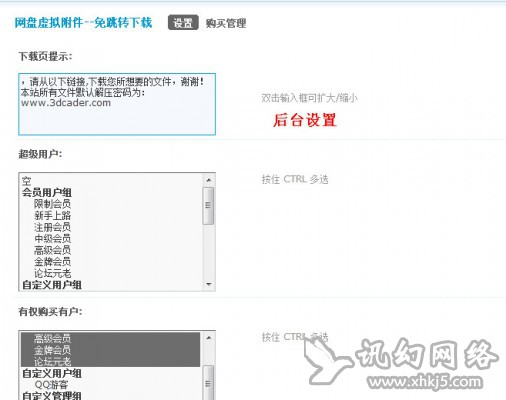 网盘虚拟附件--免跳转下载 设置 购买管理
下载页提示:
，请从以下链接,下载您所想要的文件，谢谢!
本站所有文件默认解压密码为:
www.3dcader.com
双击输入框可扩大/缩小
后台设置
超级用户:
按住 CTRL 多选
空
会员用户组
限制会员
新手上路
注册会员
中级会员
高级会员
金牌会员
论坛元老
自定义用户组
有权购买有户:
按住 CTRL 多选
高级会员
金牌会员
论坛元老
自定义用户组
QQ游客
自定义管理组
讯幻网络
www.xhkj5.com